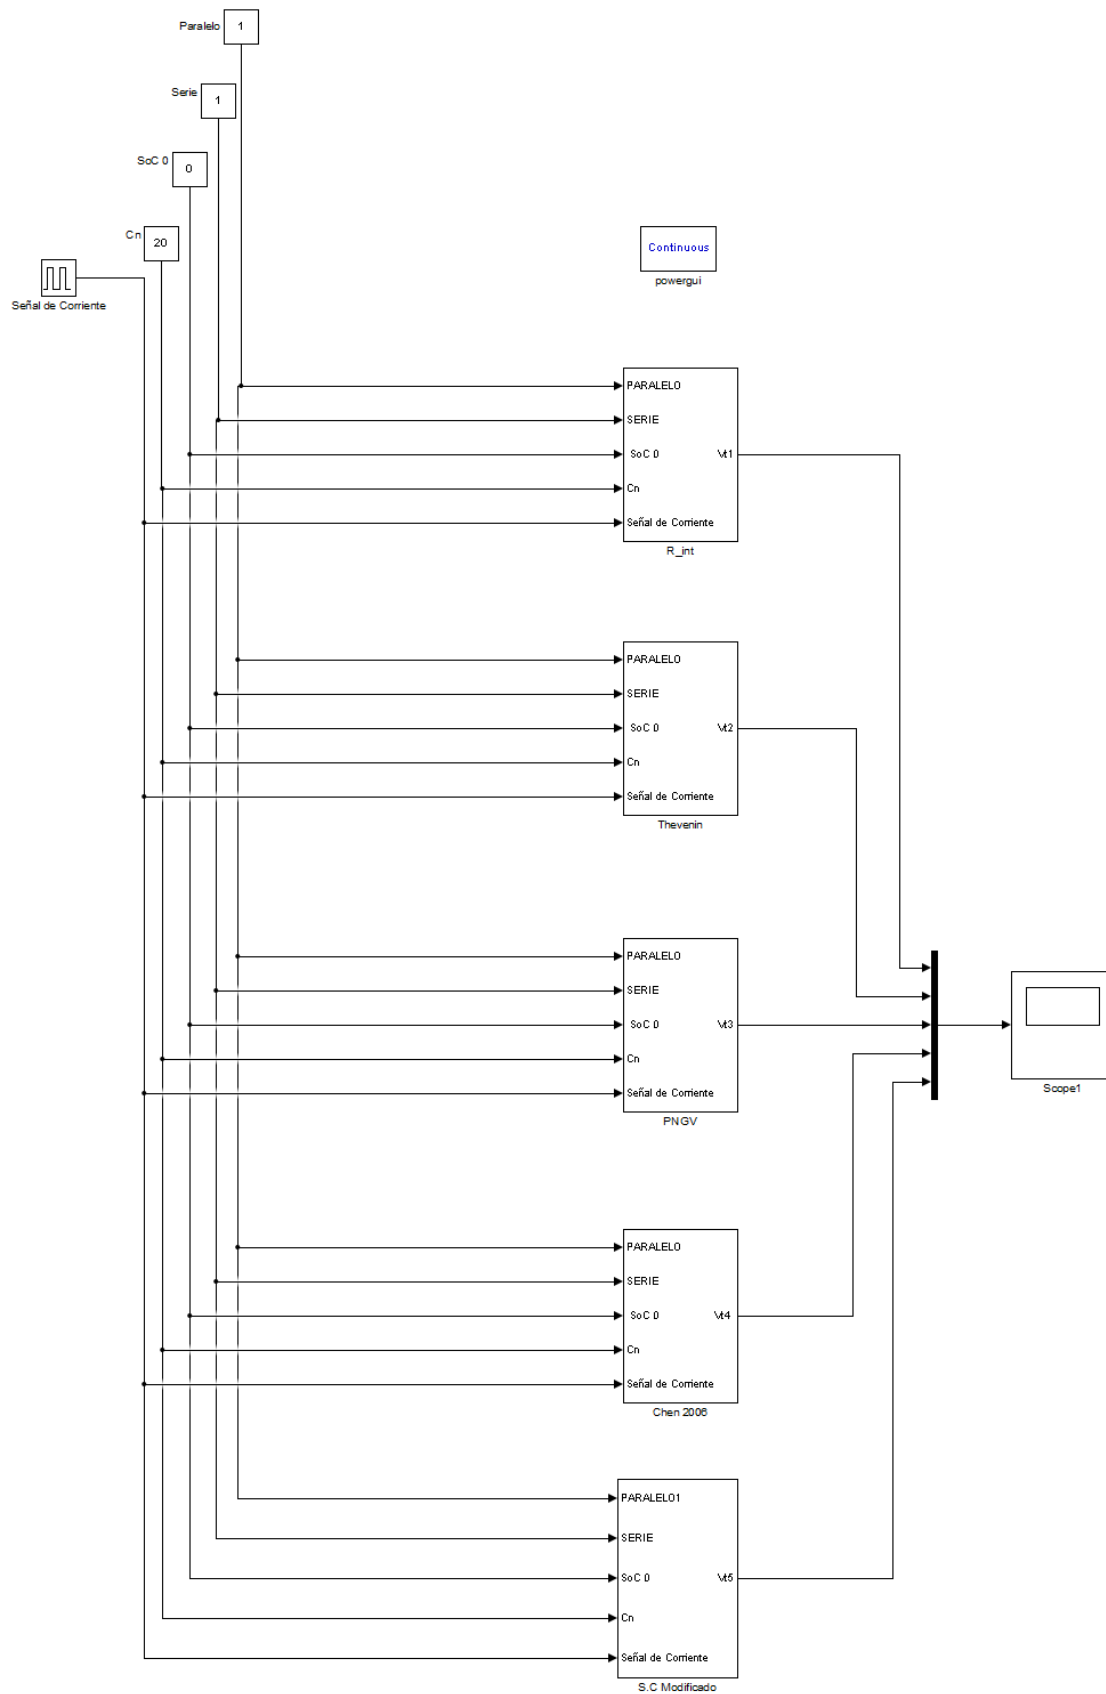 Paralelo
1
Serie
1
SoC 0
0
Cn
20
Señal de Corriente
Continuous
powergui
PARALELO
SERIE
SoC 0
Vt1
Cn
Señal de Corriente
R_int
PARALELO
SERIE
SoC 0
Vt2
Cn
Señal de Corriente
Thevenin
PARALELO
SERIE
SoC 0
Vt3
Cn
Señal de Corriente
PNGV
Scope1
PARALELO
SERIE
SoC 0
Vt4
Cn
Señal de Corriente
Chen 2006
PARALELO1
SERIE
SoC 0
Vt5
Cn
Señal de Corriente
S.C Modificado